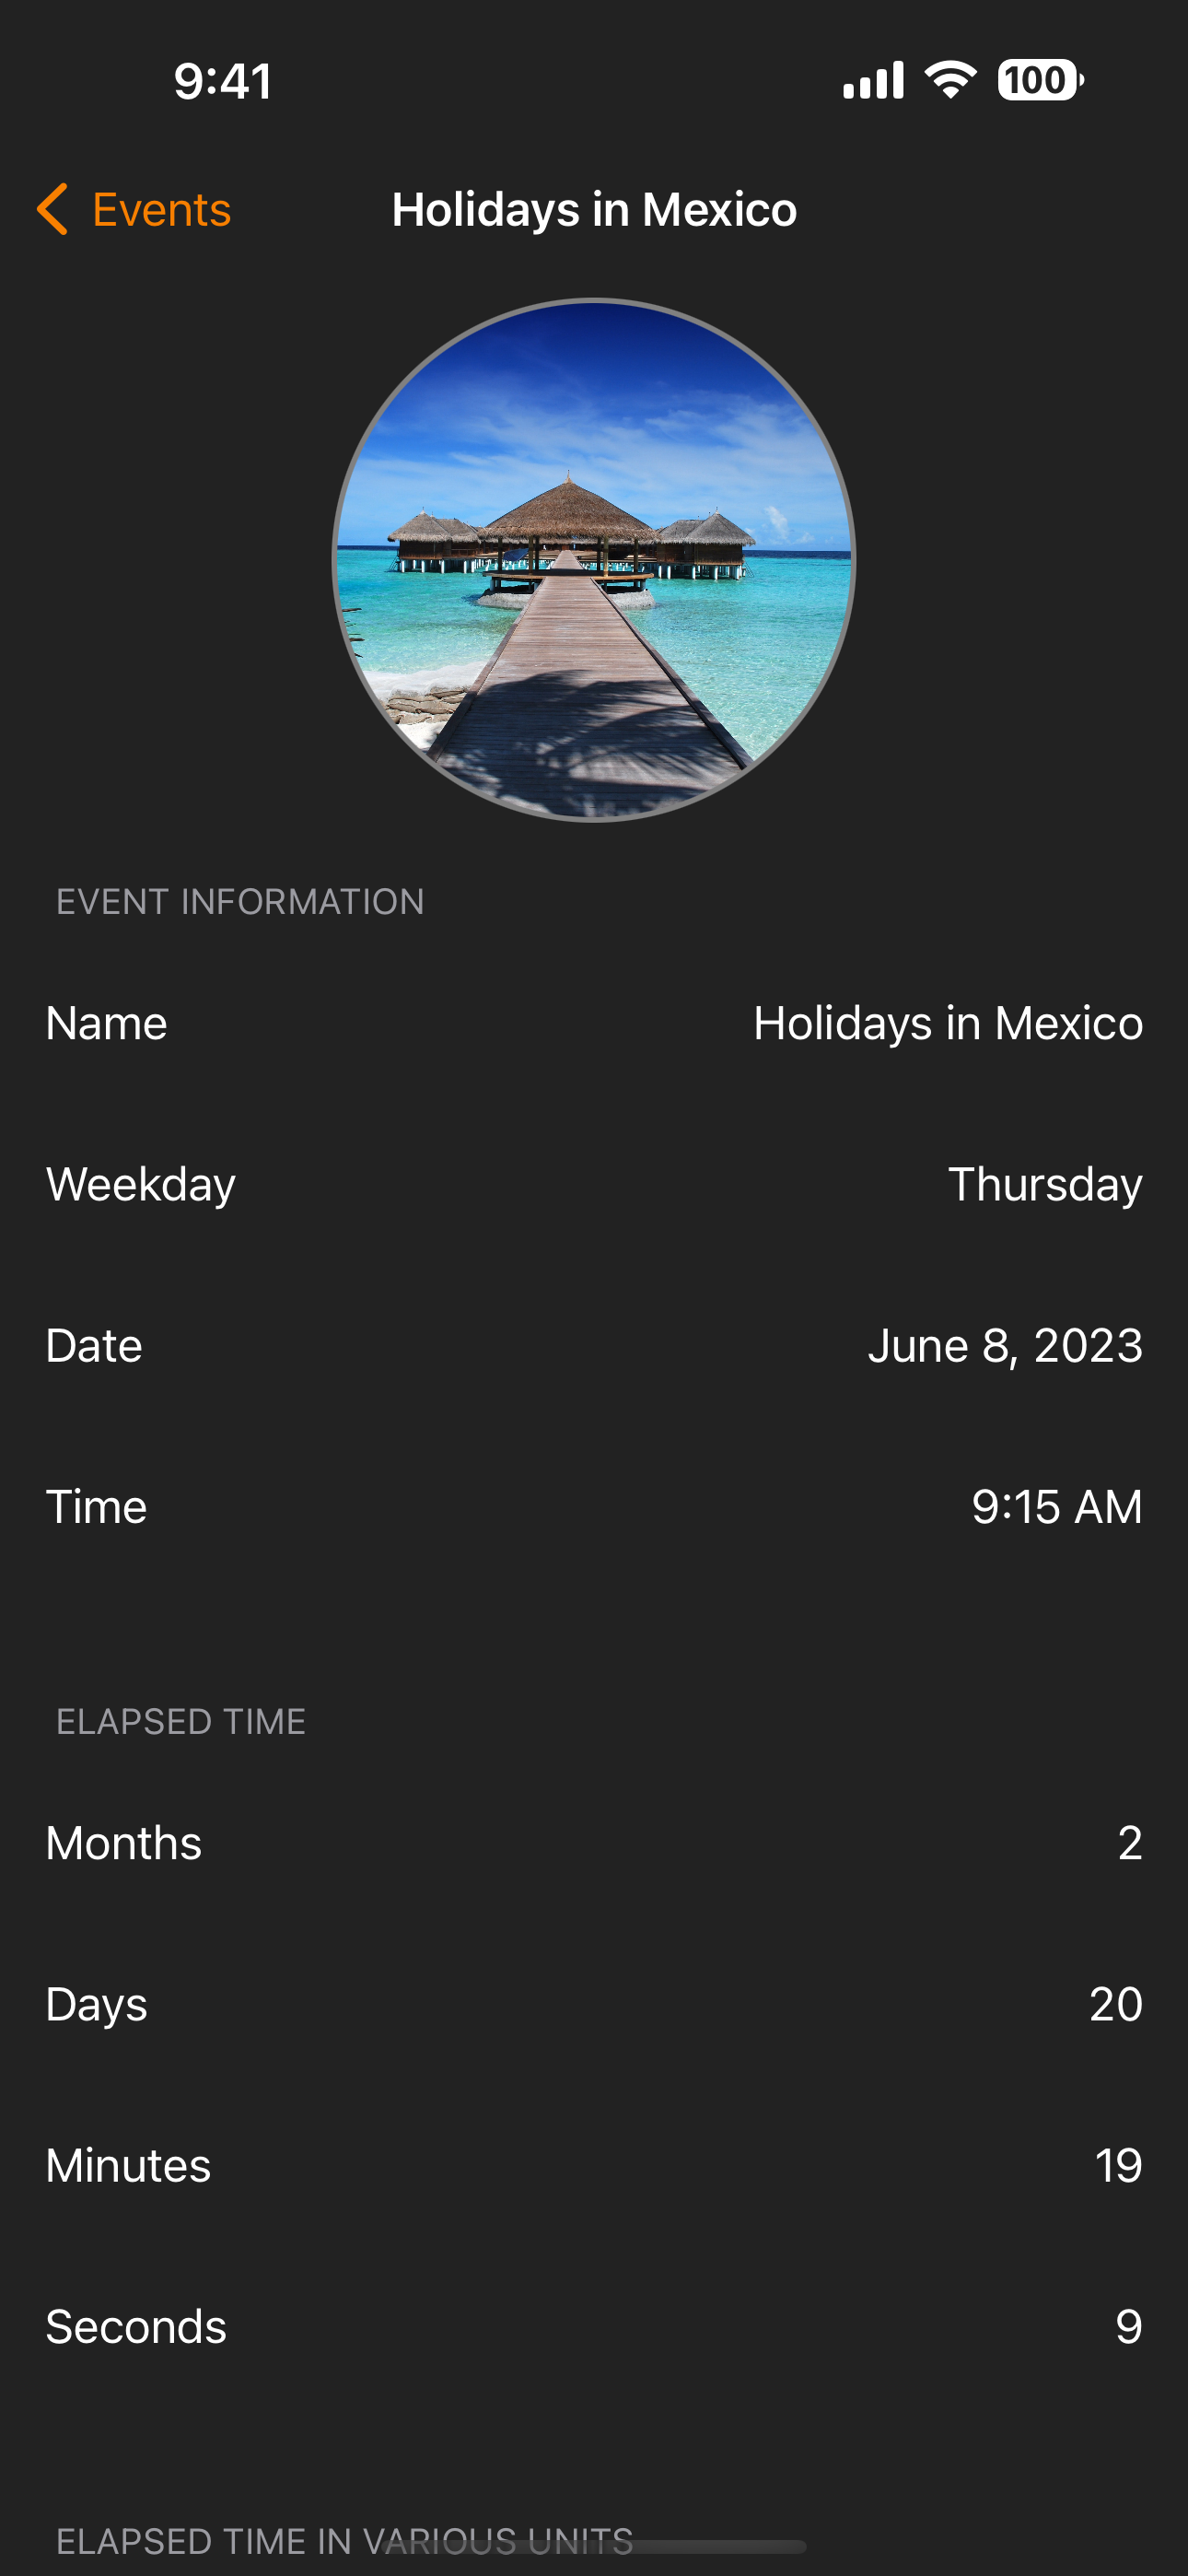 9:41
100
Events
Holidays in Mexico
EVENT INFORMATION
Name Holidays in Mexico
Weekday Thursday
Date June 8, 2023
Time 9:15 AM
ELAPSED TIME
Months 2
Days 20
Minutes 19
Seconds 9
ELAPSED TIME IN VARIOUS UNITS